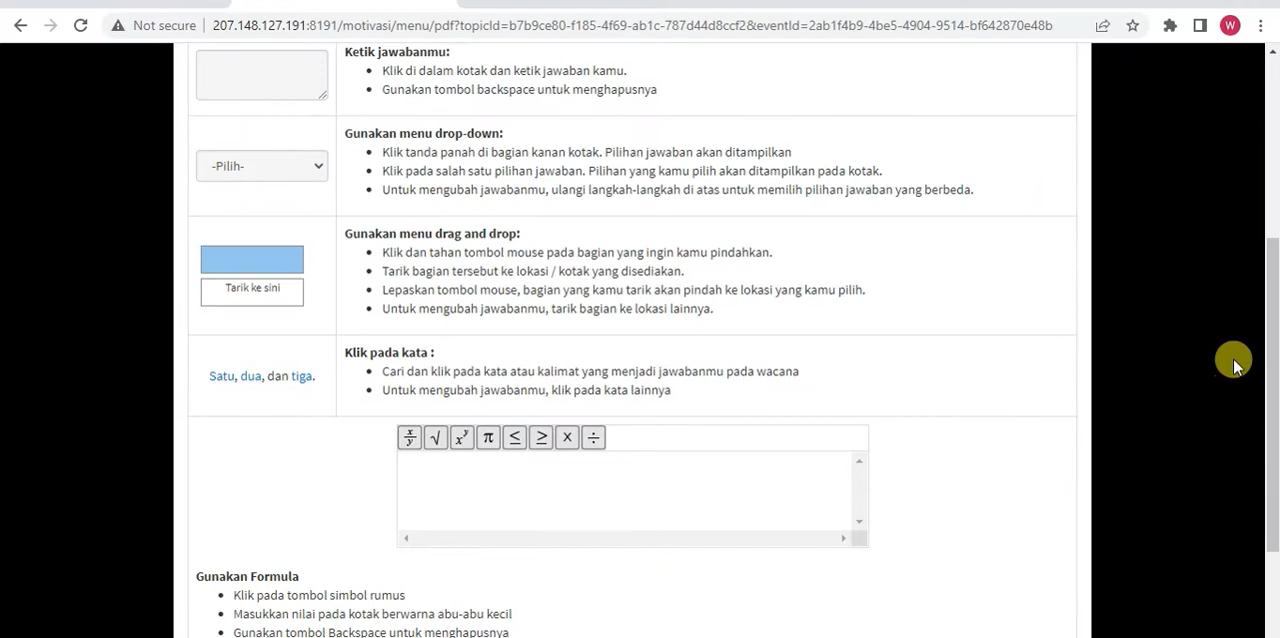 Not secure
207.148.127.191:8191/motivasi/menu/pdf?topicId=b7b9ce80-f185-4f69-ab1c-787d44d8ccf2&eventId=2ab1f4b9-4be5-4904-9514-bf642870e48b
W
Ketik jawabanmu:
Klik di dalam kotak dan ketik jawaban kamu.
Gunakan tombol backspace untuk menghapusnya
-Pilih-
Gunakan menu drop-down:
Klik tanda panah di bagian kanan kotak. Pilihan jawaban akan ditampilkan
Klik pada salah satu pilihan jawaban. Pilihan yang kamu pilih akan ditampilkan pada kotak.
Untuk mengubah jawabanmu, ulangi langkah-langkah di atas untuk memilih pilihan jawaban yang berbeda.
Tarik ke sini
Gunakan menu drag and drop:
Klik dan tahan tombol mouse pada bagian yang ingin kamu pindahkan.
Tarik bagian tersebut ke lokasi / kotak yang disediakan.
Lepaskan tombol mouse, bagian yang kamu tarik akan pindah ke lokasi yang kamu pilih.
Untuk mengubah jawabanmu, tarik bagian ke lokasi lainnya.
Satu, dua, dan tiga.
Klik pada kata :
Cari dan klik pada kata atau kalimat yang menjadi jawabanmu pada wacana
Untuk mengubah jawabanmu, klik pada kata lainnya
x/y √ x^y π ≤ ≥ x ÷
Gunakan Formula
Klik pada tombol simbol rumus
Masukkan nilai pada kotak berwarna abu-abu kecil
Gunakan tombol Backspace untuk menghapusnya